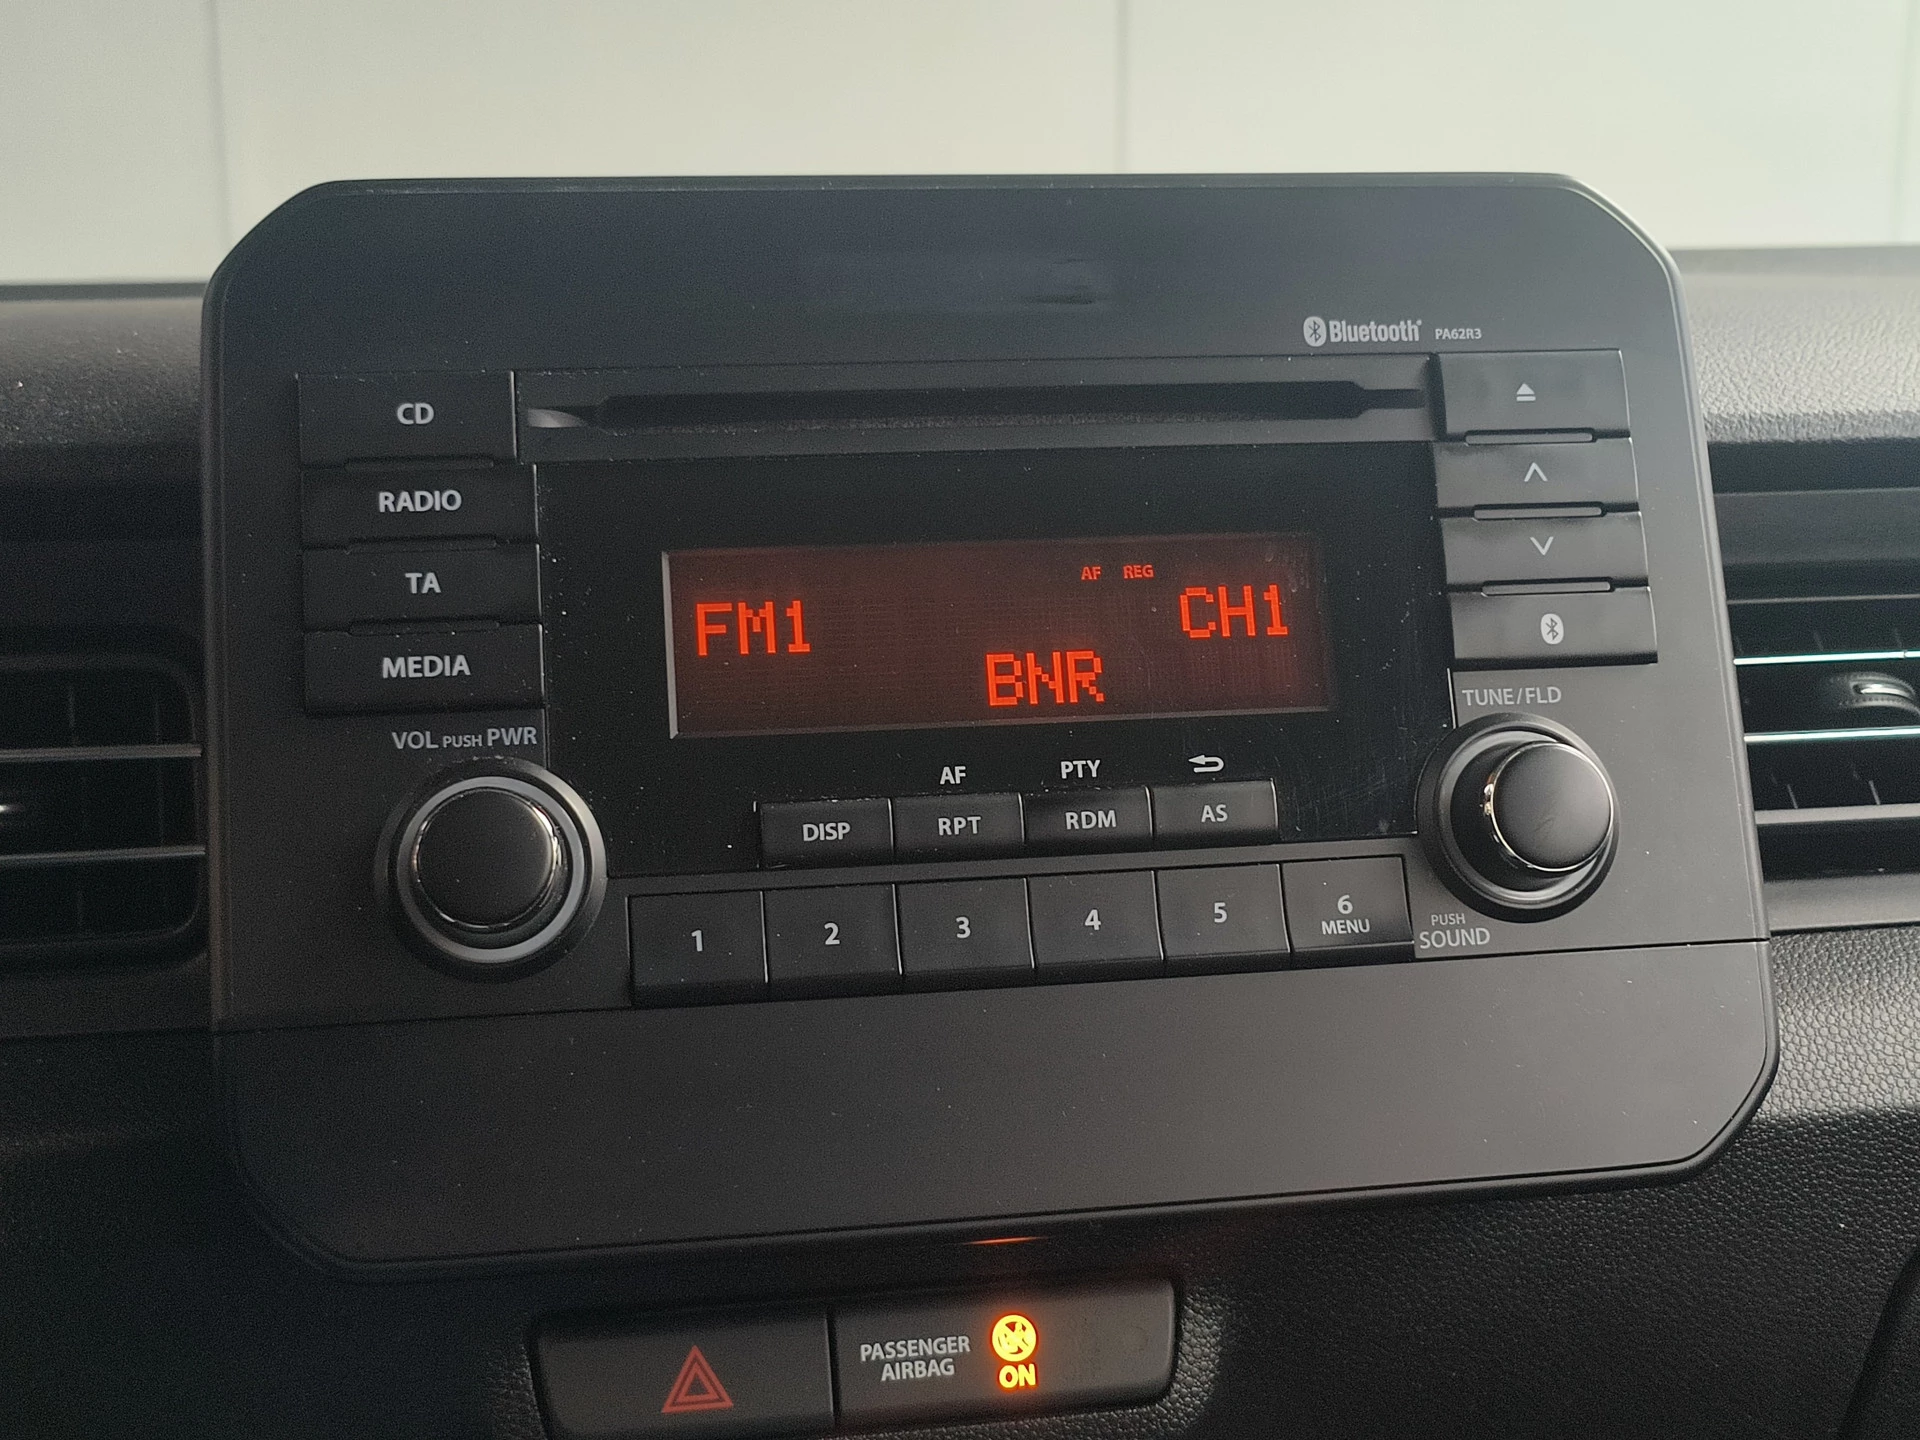 Bluetooth PA62R3
CD
RADIO
TA
MEDIA
VOL PUSH PWR
AF REG
FM1 CH1
BNR
TUNE/FLD
AF PTY
DISP RPT RDM AS
1 2 3 4 5 6
MENU
PUSH
SOUND
PASSENGER
AIRBAG
ON